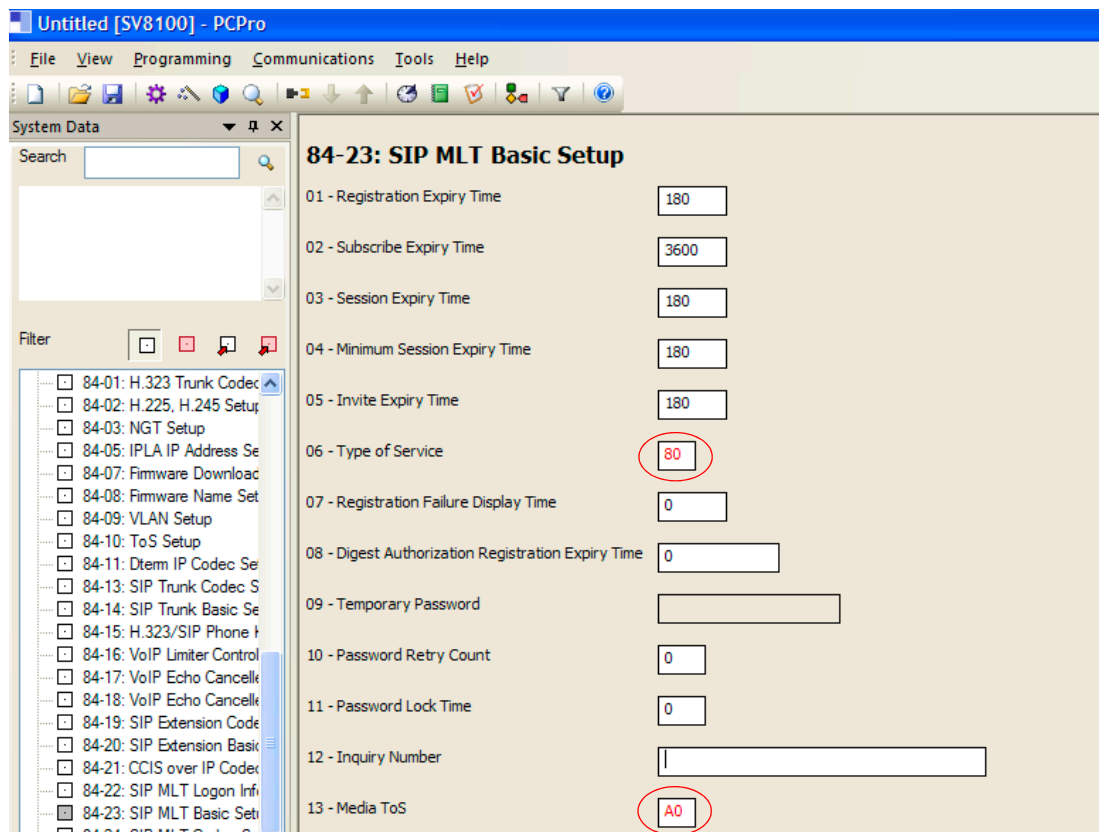 Untitled [SV8100] - PCPro
File View Programming Communications Tools Help
System Data
Search
Filter
84-01: H.323 Trunk Codec
84-02: H.225, H.245 Setup
84-03: NGT Setup
84-05: IPLA IP Address Se
84-07: Firmware Download
84-08: Firmware Name Set
84-09: VLAN Setup
84-10: ToS Setup
84-11: Dterm IP Codec Se
84-13: SIP Trunk Codec S
84-14: SIP Trunk Basic Se
84-15: H.323/SIP Phone
84-16: VoIP Limiter Control
84-17: VoIP Echo Cancelle
84-18: VoIP Echo Cancelle
84-19: SIP Extension Code
84-20: SIP Extension Basic
84-21: CCIS over IP Codec
84-22: SIP MLT Logon Inf
84-23: SIP MLT Basic Set
84-23: SIP MLT Basic Setup
01 - Registration Expiry Time 180
02 - Subscribe Expiry Time 3600
03 - Session Expiry Time 180
04 - Minimum Session Expiry Time 180
05 - Invite Expiry Time 180
06 - Type of Service 80
07 - Registration Failure Display Time 0
08 - Digest Authorization Registration Expiry Time 0
09 - Temporary Password
10 - Password Retry Count 0
11 - Password Lock Time 0
12 - Inquiry Number
13 - Media ToS A0